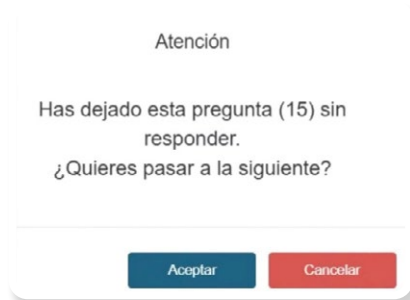 Atención
Has dejado esta pregunta (15) sin
responder.
¿Quieres pasar a la siguiente?
Aceptar
Cancelar